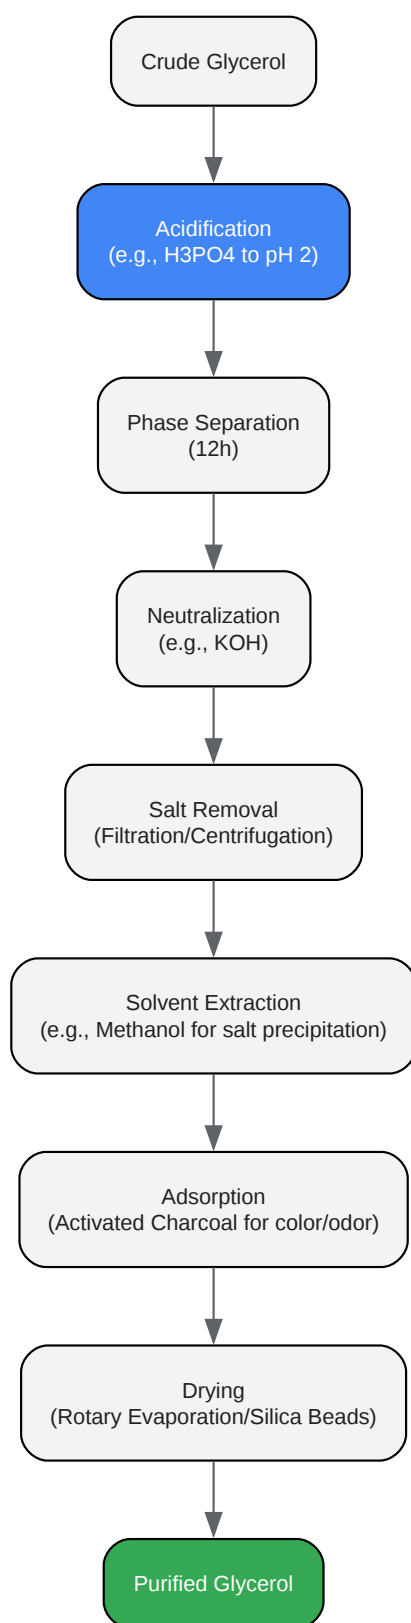 Crude Glycerol
Acidification
(e.g., H3PO4 to pH 2)
Phase Separation
(12h)
Neutralization
(e.g., KOH)
Salt Removal
(Filtration/Centrifugation)
Solvent Extraction
(e.g., Methanol for salt precipitation)
Adsorption
(Activated Charcoal for color/odor)
Drying
(Rotary Evaporation/Silica Beads)
Purified Glycerol